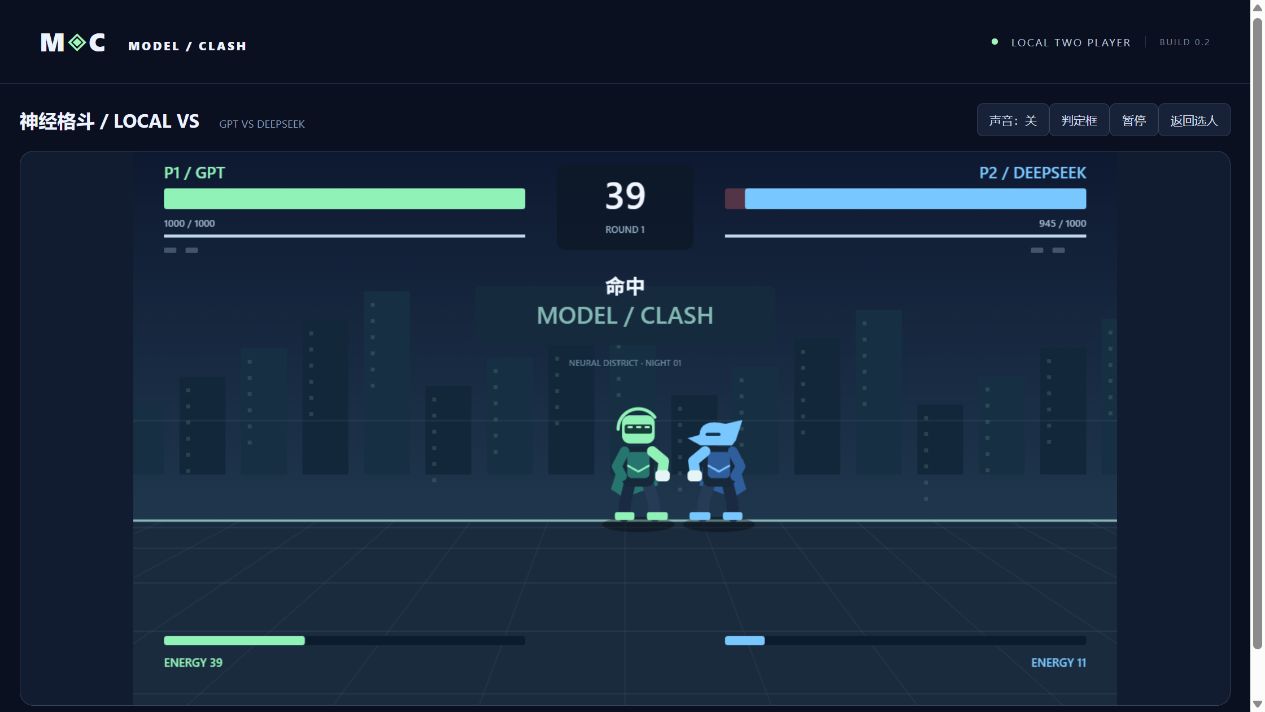 M◈C MODEL / CLASH
LOCAL TWO PLAYER
BUILD 0.2
神经格斗 / LOCAL VS GPT VS DEEPSEEK
声音：关 判定框 暂停 返回选人
P1 / GPT
39
P2 / DEEPSEEK
1000 / 1000
ROUND 1
945 / 1000
命中
MODEL / CLASH
NEURAL DISTRICT - NIGHT 01
ENERGY 39
ENERGY 11